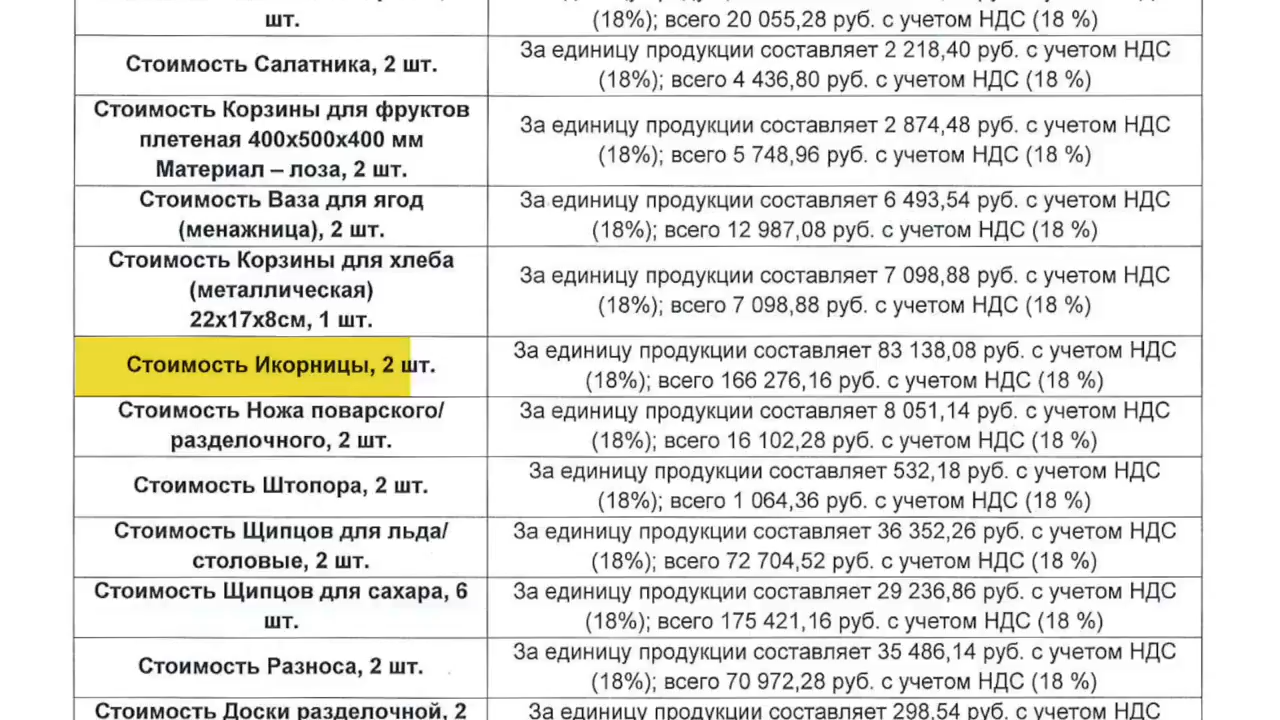 шт.
(18%); всего 20 055,28 руб. с учетом НДС (18 %)
Стоимость Салатника, 2 шт.
За единицу продукции составляет 2 218,40 руб. с учетом НДС
(18%); всего 4 436,80 руб. с учетом НДС (18 %)
Стоимость Корзины для фруктов
плетеная 400х500х400 мм
Материал – лоза, 2 шт.
За единицу продукции составляет 2 874,48 руб. с учетом НДС
(18%); всего 5 748,96 руб. с учетом НДС (18 %)
Стоимость Ваза для ягод
(менажница), 2 шт.
За единицу продукции составляет 6 493,54 руб. с учетом НДС
(18%); всего 12 987,08 руб. с учетом НДС (18 %)
Стоимость Корзины для хлеба
(металлическая)
22х17х8см, 1 шт.
За единицу продукции составляет 7 098,88 руб. с учетом НДС
(18%); всего 7 098,88 руб. с учетом НДС (18 %)
Стоимость Икорницы, 2 шт.
За единицу продукции составляет 83 138,08 руб. с учетом НДС
(18%); всего 166 276,16 руб. с учетом НДС (18 %)
Стоимость Ножа поварского/
разделочного, 2 шт.
За единицу продукции составляет 8 051,14 руб. с учетом НДС
(18%); всего 16 102,28 руб. с учетом НДС (18 %)
Стоимость Штопора, 2 шт.
За единицу продукции составляет 532,18 руб. с учетом НДС
(18%); всего 1 064,36 руб. с учетом НДС (18 %)
Стоимость Щипцов для льда/
столовые, 2 шт.
За единицу продукции составляет 36 352,26 руб. с учетом НДС
(18%); всего 72 704,52 руб. с учетом НДС (18 %)
Стоимость Щипцов для сахара, 6
шт.
За единицу продукции составляет 29 236,86 руб. с учетом НДС
(18%); всего 175 421,16 руб. с учетом НДС (18 %)
Стоимость Разноса, 2 шт.
За единицу продукции составляет 35 486,14 руб. с учетом НДС
(18%); всего 70 972,28 руб. с учетом НДС (18 %)
Стоимость Доски разделочной, 2
За единицу продукции составляет 298,54 руб. с учетом НДС